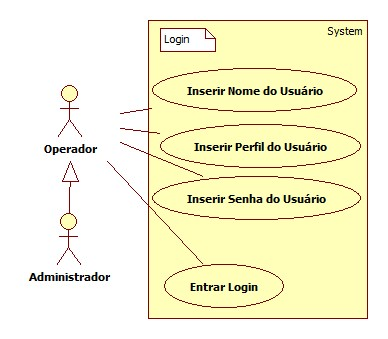 System
Login
Inserir Nome do Usuário
Operador
Inserir Perfil do Usuário
Inserir Senha do Usuário
Administrador
Entrar Login